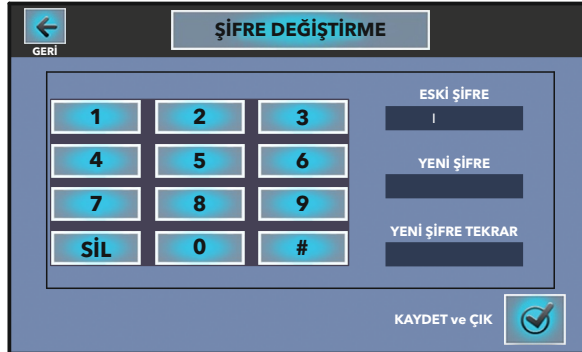 ŞİFRE DEĞİŞTİRME
GERİ
ESKİ ŞİFRE
1 2 3
4 5 6
YENİ ŞİFRE
7 8 9
YENİ ŞİFRE TEKRAR
SİL 0 #
KAYDET ve ÇIK